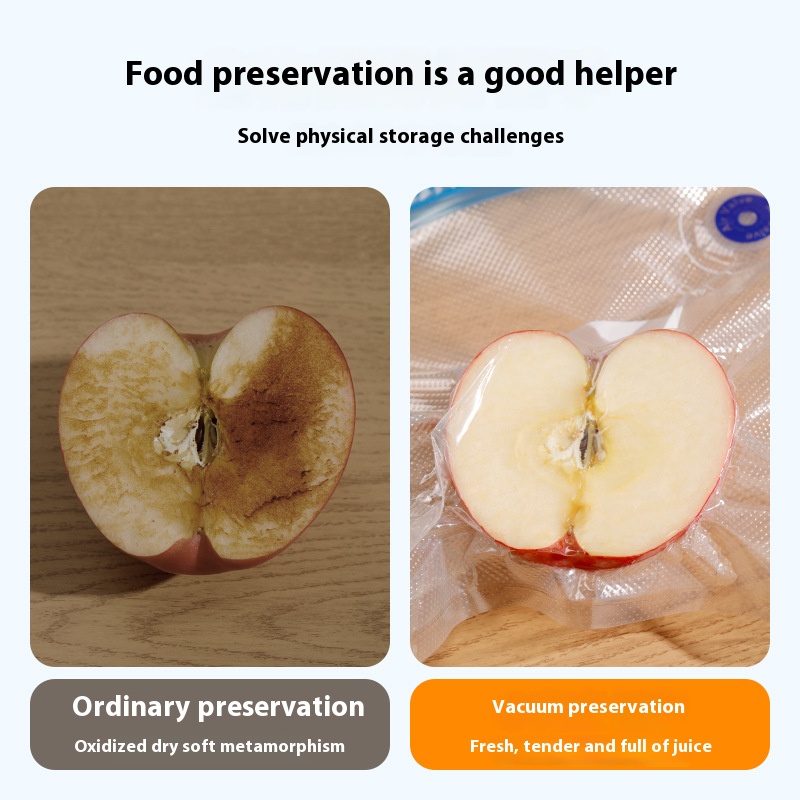 Food preservation is a good helper
Solve physical storage challenges
Air Valve
Ordinary preservation
Oxidized dry soft metamorphism
Vacuum preservation
Fresh, tender and full of juice